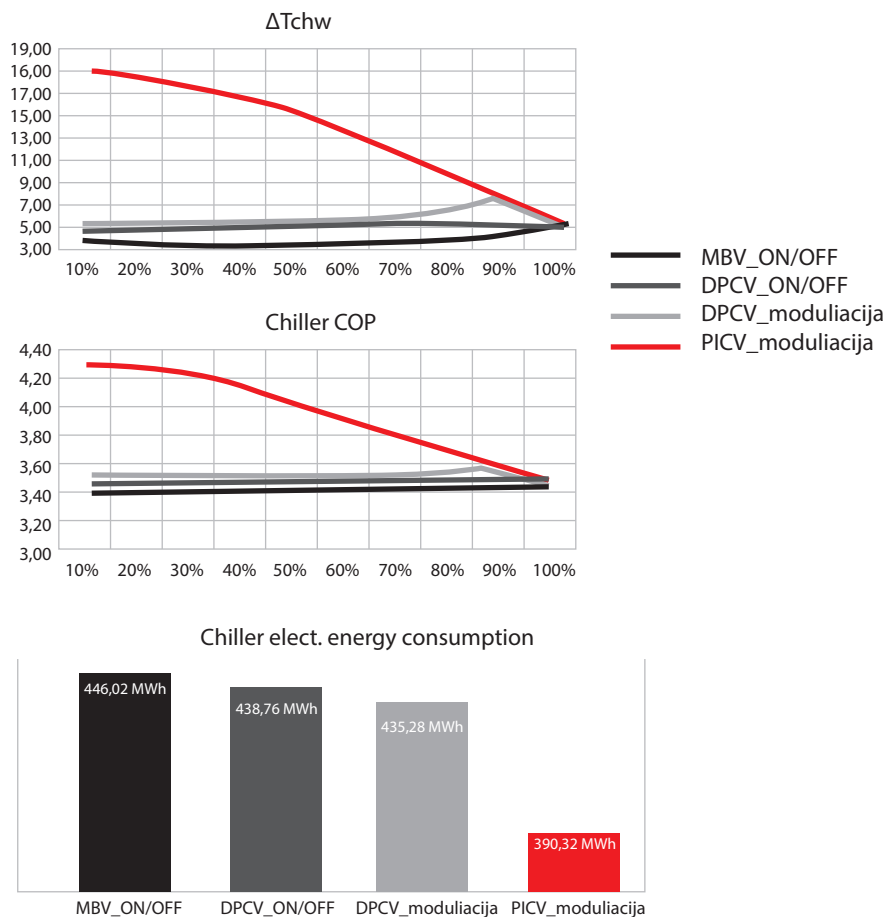 ΔTchw
19,00
16,00
17,00
15,00
13,00
11,00
9,00
7,00
5,00
3,00
10% 20% 30% 40% 50% 60% 70% 80% 90% 100%
MBV_ON/OFF
DPCV_ON/OFF
DPCV_moduliacija
PICV_moduliacija
Chiller COP
4,40
4,20
4,00
3,80
3,60
3,40
3,20
3,00
10% 20% 30% 40% 50% 60% 70% 80% 90% 100%
Chiller elect. energy consumption
446,02 MWh
438,76 MWh
435,28 MWh
390,32 MWh
MBV_ON/OFF DPCV_ON/OFF DPCV_moduliacija PICV_moduliacija